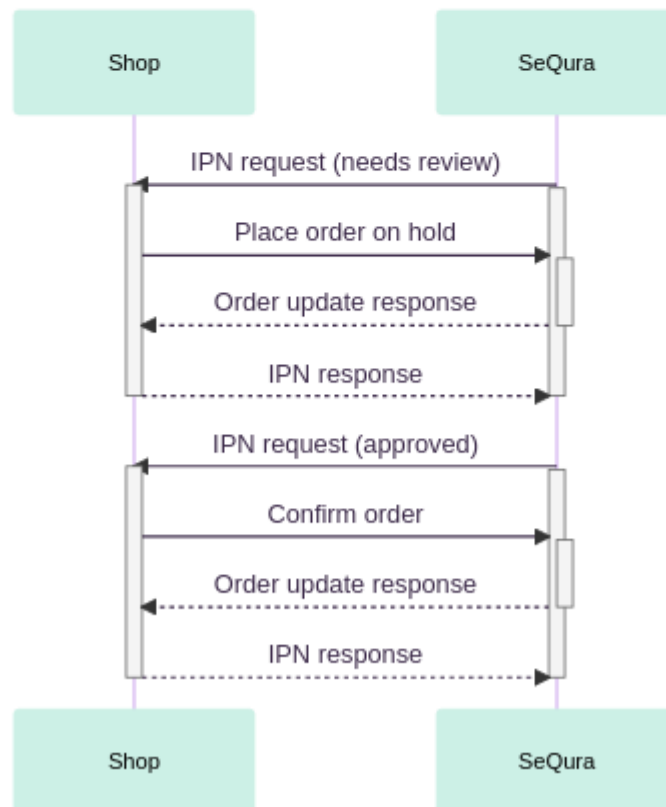 Shop
SeQura
IPN request (needs review)
Place order on hold
Order update response
IPN response
IPN request (approved)
Confirm order
Order update response
IPN response
Shop
SeQura